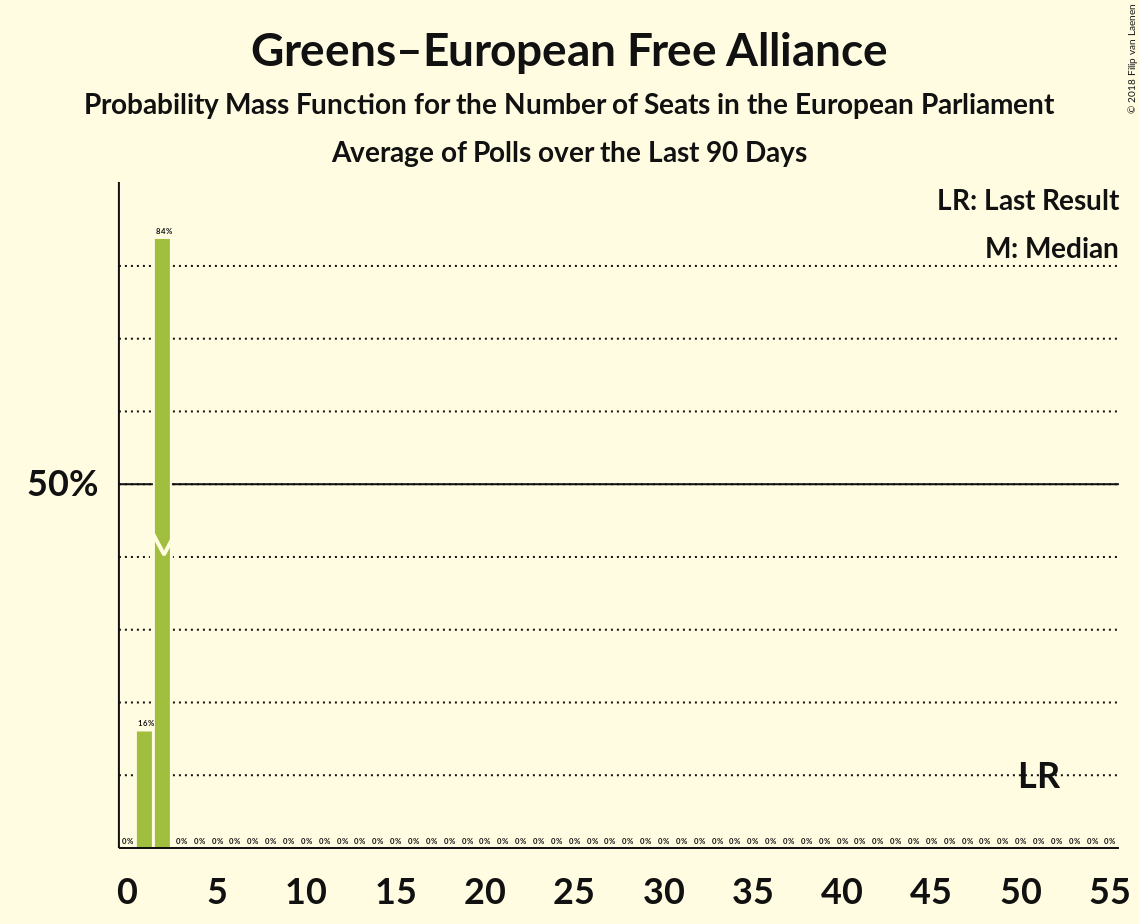 Greens–European Free Alliance
Probability Mass Function for the Number of Seats in the European Parliament
Average of Polls over the Last 90 Days
© 2018 Filip van Laenen
LR: Last Result
M: Median
84%
50%
M
16%
LR
0% 0% 0% 0% 0% 0% 0% 0% 0% 0% 0% 0% 0% 0% 0% 0% 0% 0% 0% 0% 0% 0% 0% 0% 0% 0% 0% 0% 0% 0% 0% 0% 0% 0% 0% 0% 0% 0% 0% 0% 0% 0% 0% 0% 0% 0% 0% 0% 0% 0% 0% 0% 0% 0%
0 5 10 15 20 25 30 35 40 45 50 55